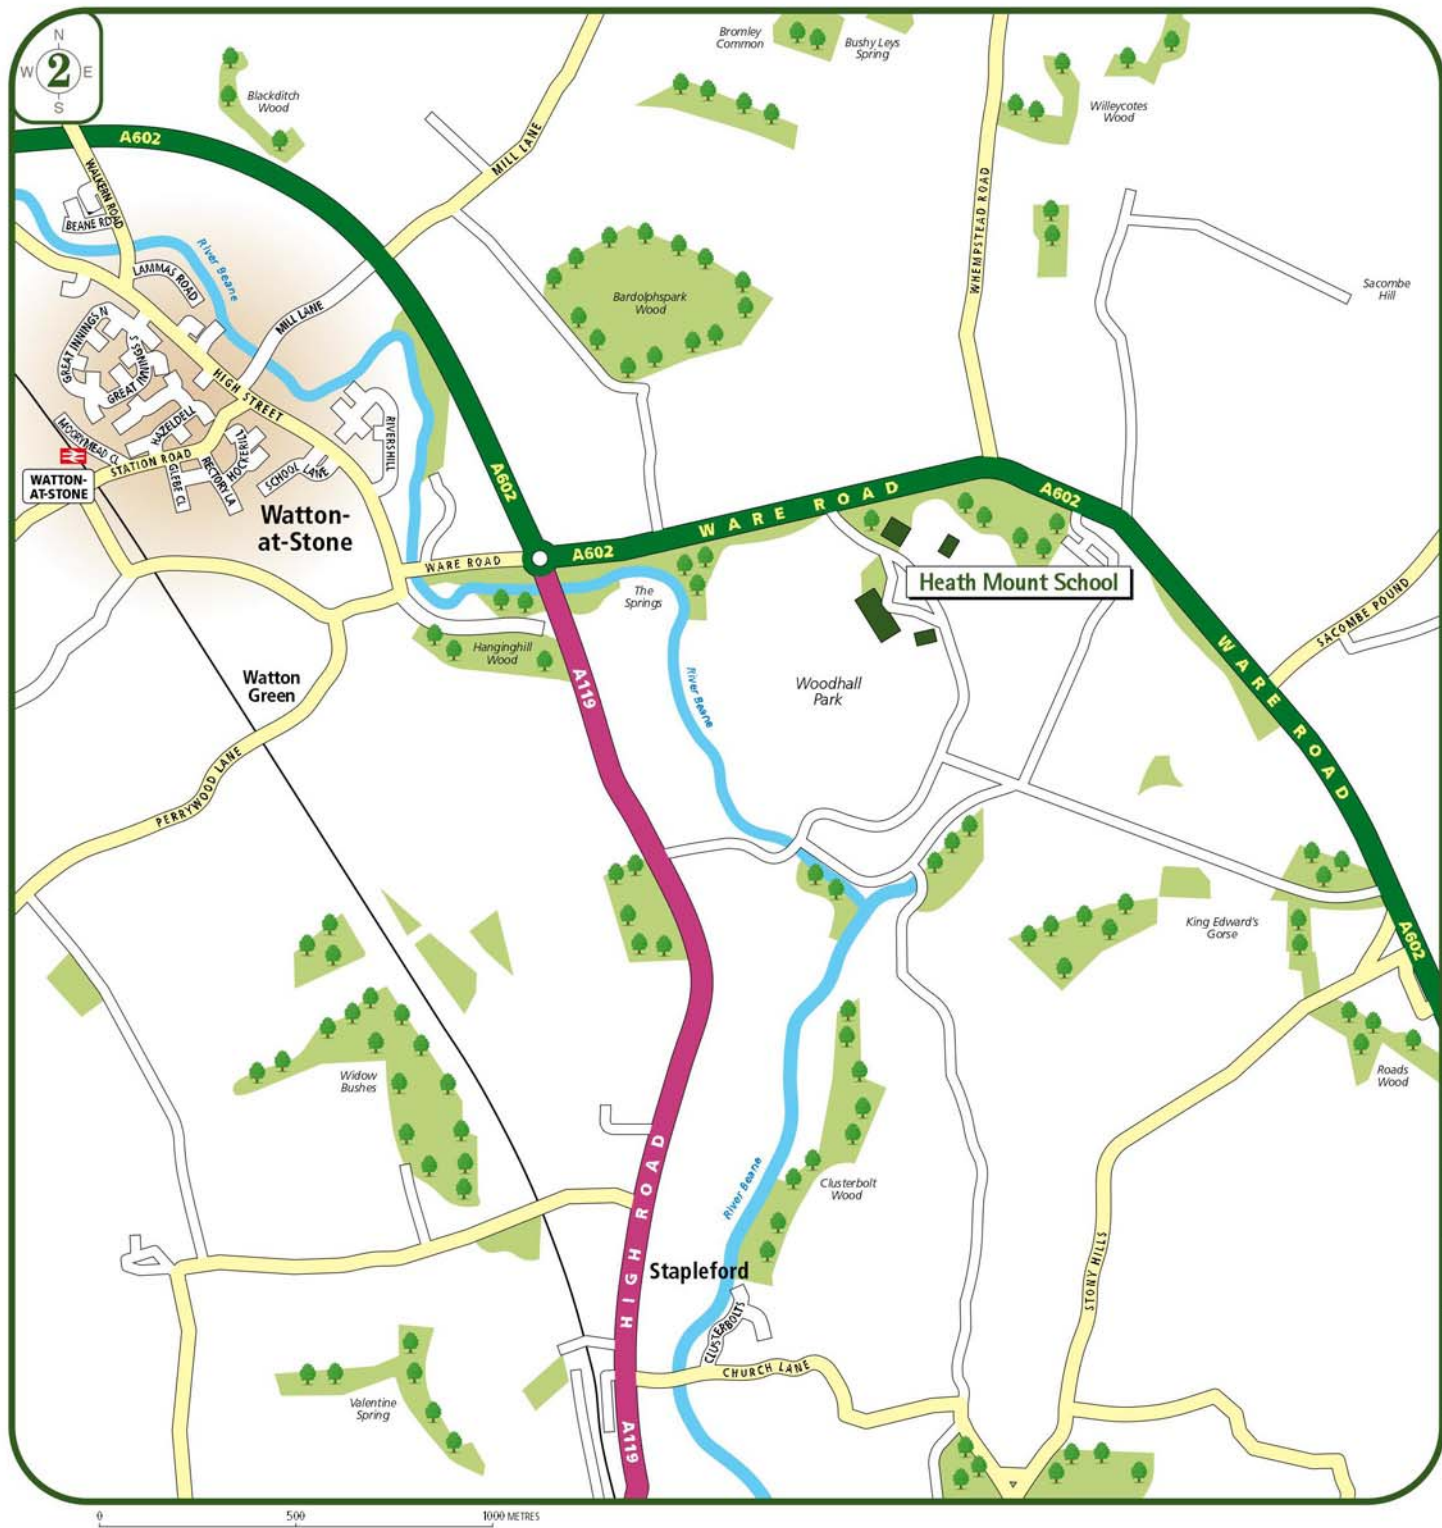 N
W 2 E
S
Bromley
Common
Bushy Leys
Spring
Blackditch
Wood
Willeycotes
Wood
A602
WALKERN ROAD
MILL LANE
WHEMPSTEAD ROAD
BEANE RD
River Beane
LAMMAS ROAD
Sacombe
Hill
Bardolphspark
Wood
MILL LANE
GREAT INNINGS N
GREAT INNINGS S
HIGH STREET
HAZELDELL
RIVERSHILL
MOORYMEAD CL
STATION ROAD
GLEBE CL
RECTORY LA
HOCKERILL
SCHOOL LANE
WATTON-
AT-STONE
Watton-
at-Stone
A602
WARE ROAD
A602
WARE ROAD
A602
Heath Mount School
The
Springs
Hanginghill
Wood
SACOMBE POUND
WARE ROAD
Watton
Green
A119
River Beane
Woodhall
Park
PERRYWOOD LANE
King Edward's
Gorse
A602
Widow
Bushes
Roads
Wood
HIGH ROAD
River Beane
Clusterbolt
Wood
Stapleford
STONY HILLS
CLUSTERBOLTS
CHURCH LANE
Valentine
Spring
A119
0 500 1000 METRES